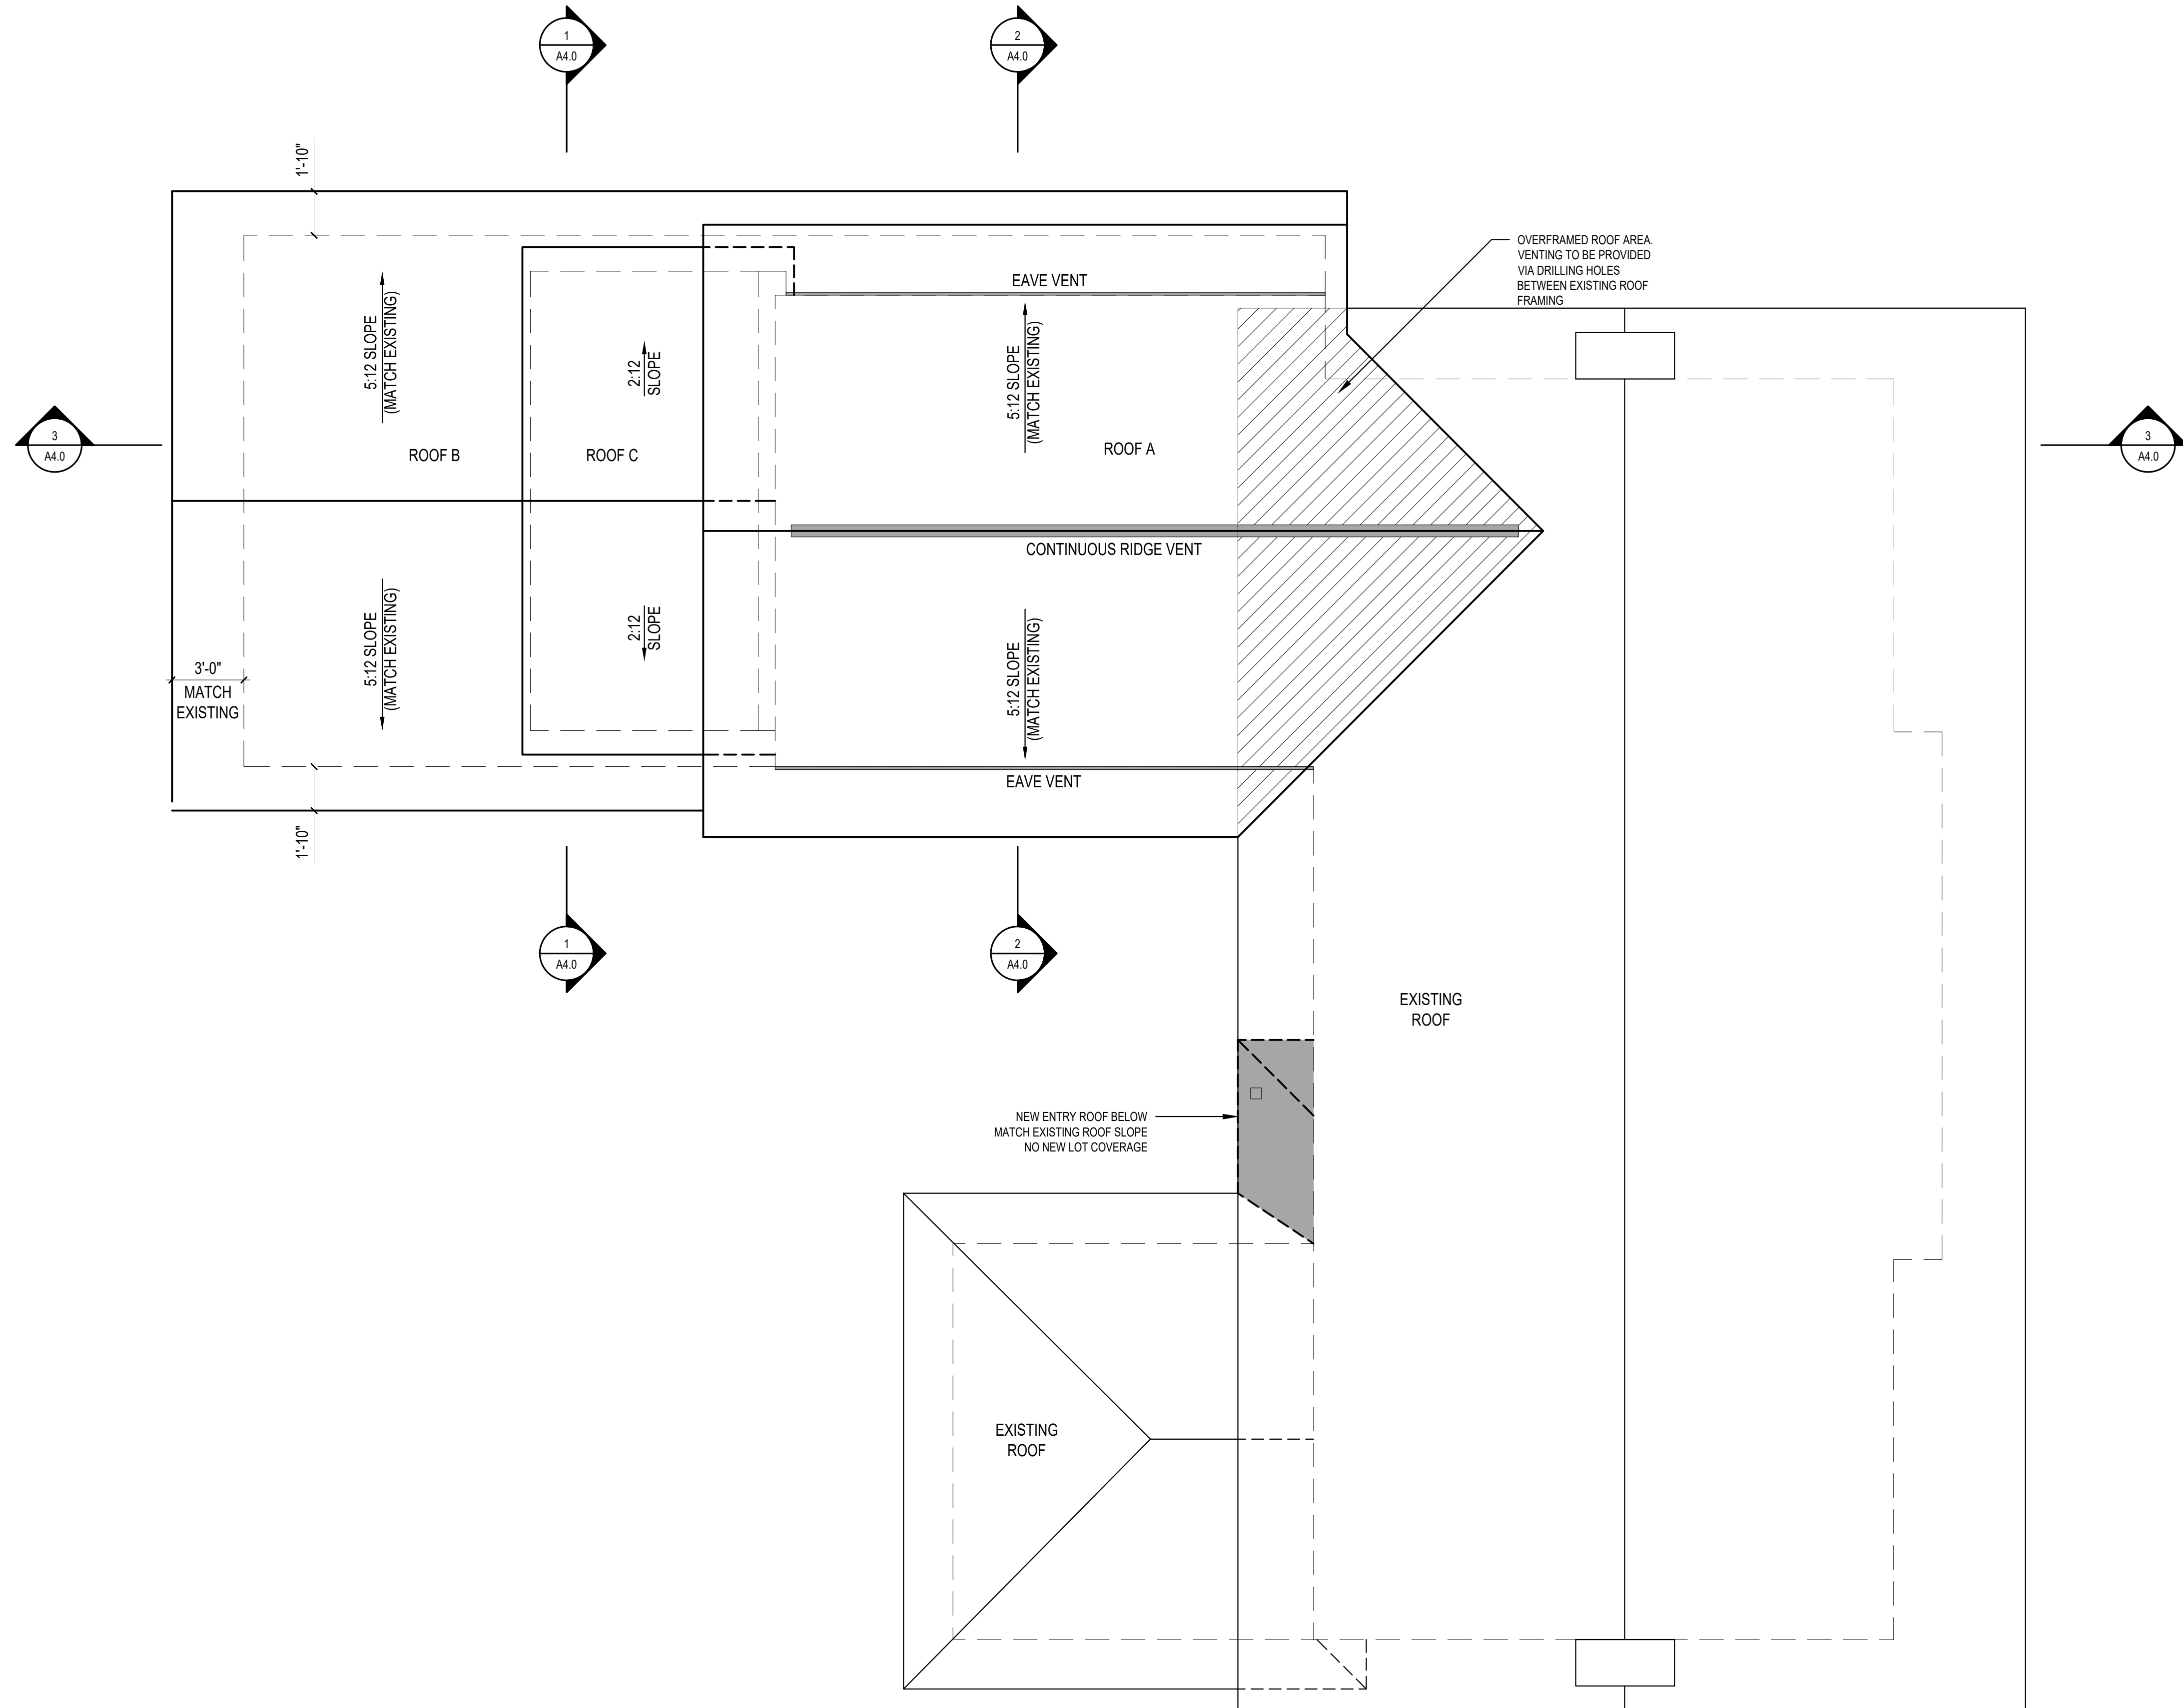 1
A4.0
2
A4.0
1'-10"
OVERFRAMED ROOF AREA.
VENTING TO BE PROVIDED
VIA DRILLING HOLES
BETWEEN EXISTING ROOF
FRAMING
EAVE VENT
5:12 SLOPE
(MATCH EXISTING)
2:12
SLOPE
5:12 SLOPE
(MATCH EXISTING)
3
A4.0
ROOF B
ROOF C
ROOF A
3
A4.0
CONTINUOUS RIDGE VENT
5:12 SLOPE
(MATCH EXISTING)
2:12
SLOPE
5:12 SLOPE
(MATCH EXISTING)
3'-0"
MATCH
EXISTING
EAVE VENT
1'-10"
1
A4.0
2
A4.0
EXISTING
ROOF
NEW ENTRY ROOF BELOW
MATCH EXISTING ROOF SLOPE
NO NEW LOT COVERAGE
EXISTING
ROOF